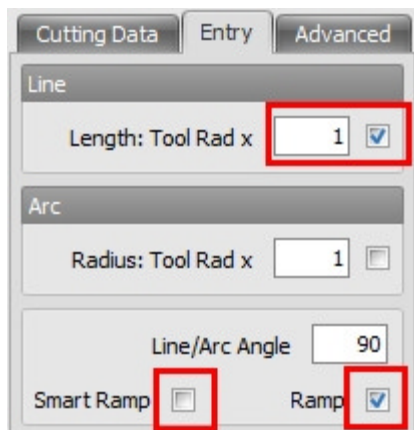 Cutting Data Entry Advanced
Line
Length: Tool Rad x 1
Arc
Radius: Tool Rad x 1
Line/Arc Angle 90
Smart Ramp Ramp